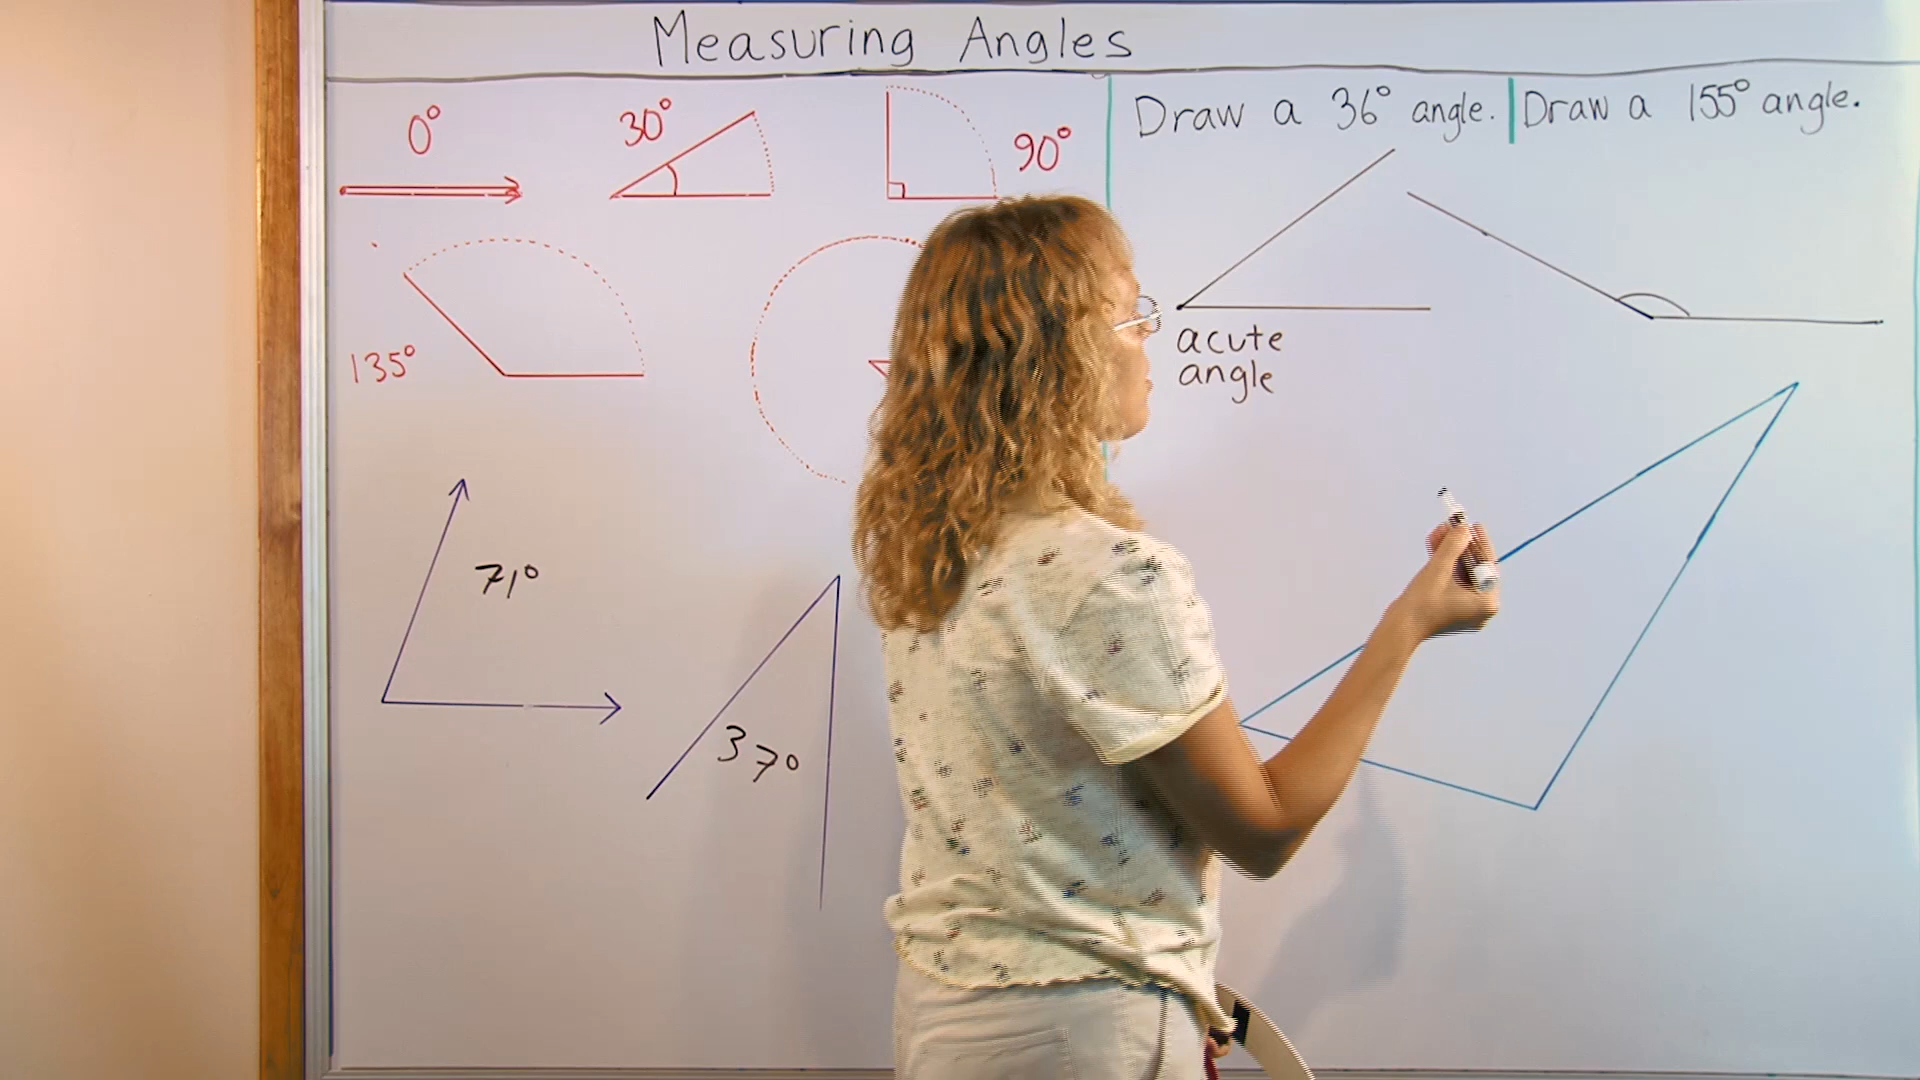 Measuring Angles
0°
30°
90°
Draw a 36° angle.
Draw a 155° angle.
135°
acute
angle
71°
37°